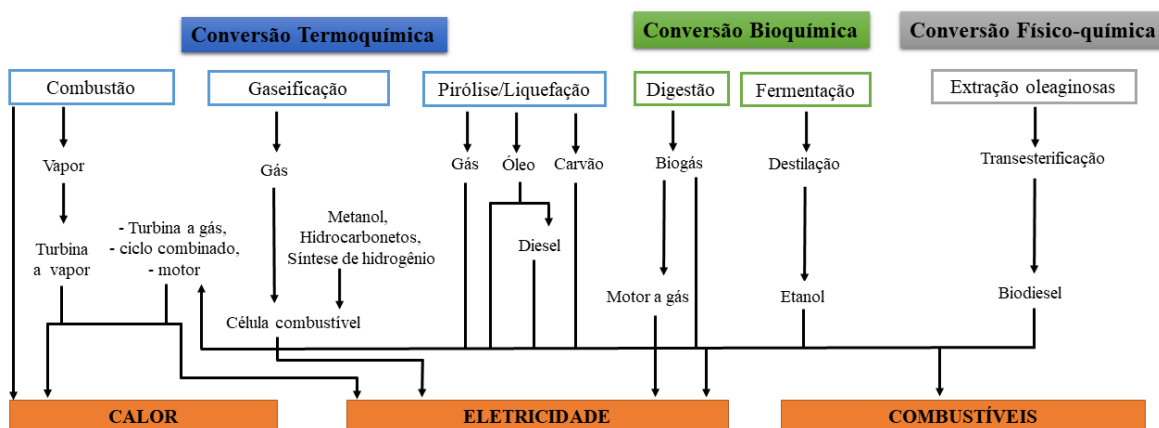 Conversão Termoquímica
Conversão Bioquímica
Conversão Físico-química
Combustão
Gaseificação
Pirólise/Liquefação
Digestão
Fermentação
Extração oleaginosas
Vapor
Gás
Gás
Óleo
Carvão
Biogás
Destilação
Transesterificação
Turbina
a vapor
- Turbina a gás,
- ciclo combinado,
- motor
Metanol,
Hidrocarbonetos,
Síntese de hidrogênio
Diesel
Célula combustível
Motor a gás
Etanol
Biodiesel
CALOR
ELETRICIDADE
COMBUSTÍVEIS